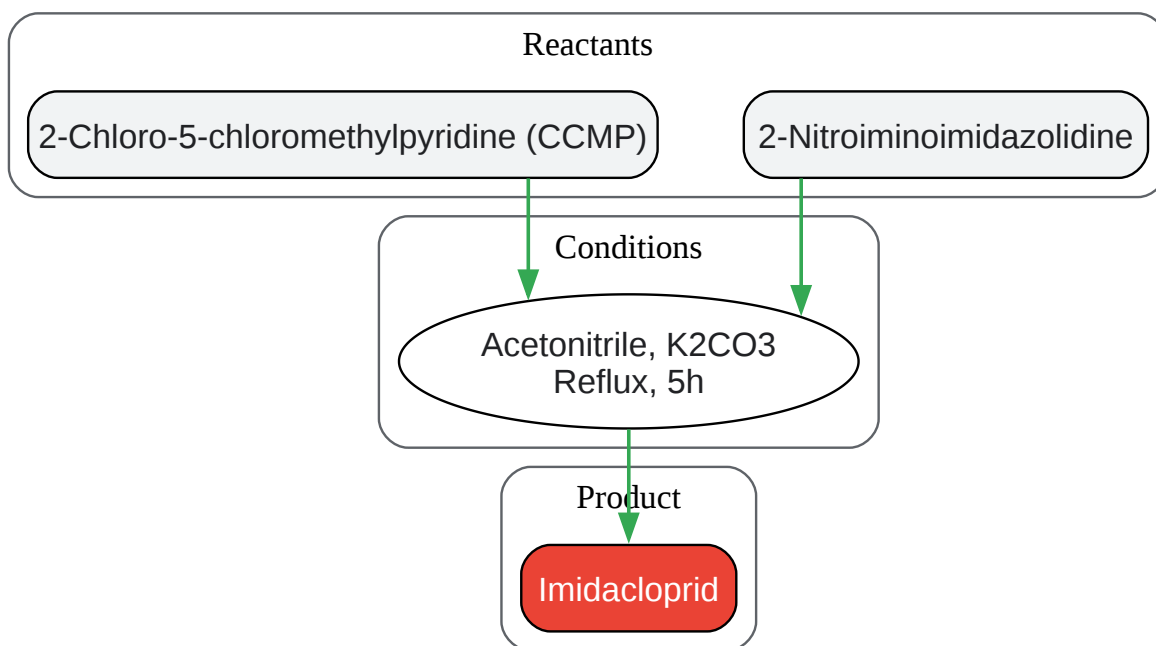 Reactants
2-Chloro-5-chloromethylpyridine (CCMP)
2-Nitroiminoimidazolidine
Conditions
Acetonitrile, K2CO3
Reflux, 5h
Product
Imidacloprid